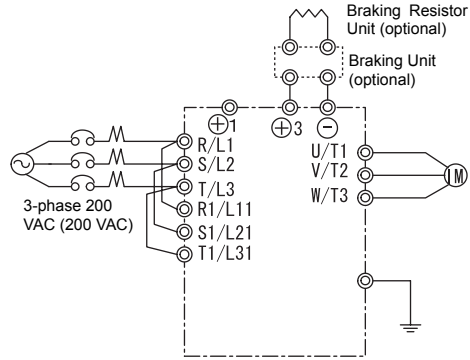 Braking Resistor
Unit (optional)
Braking Unit
(optional)
⊕1
⊕3
⊖
R/L1
S/L2
T/L3
R1/L11
S1/L21
T1/L31
U/T1
V/T2
W/T3
IM
3-phase 200
VAC (200 VAC)